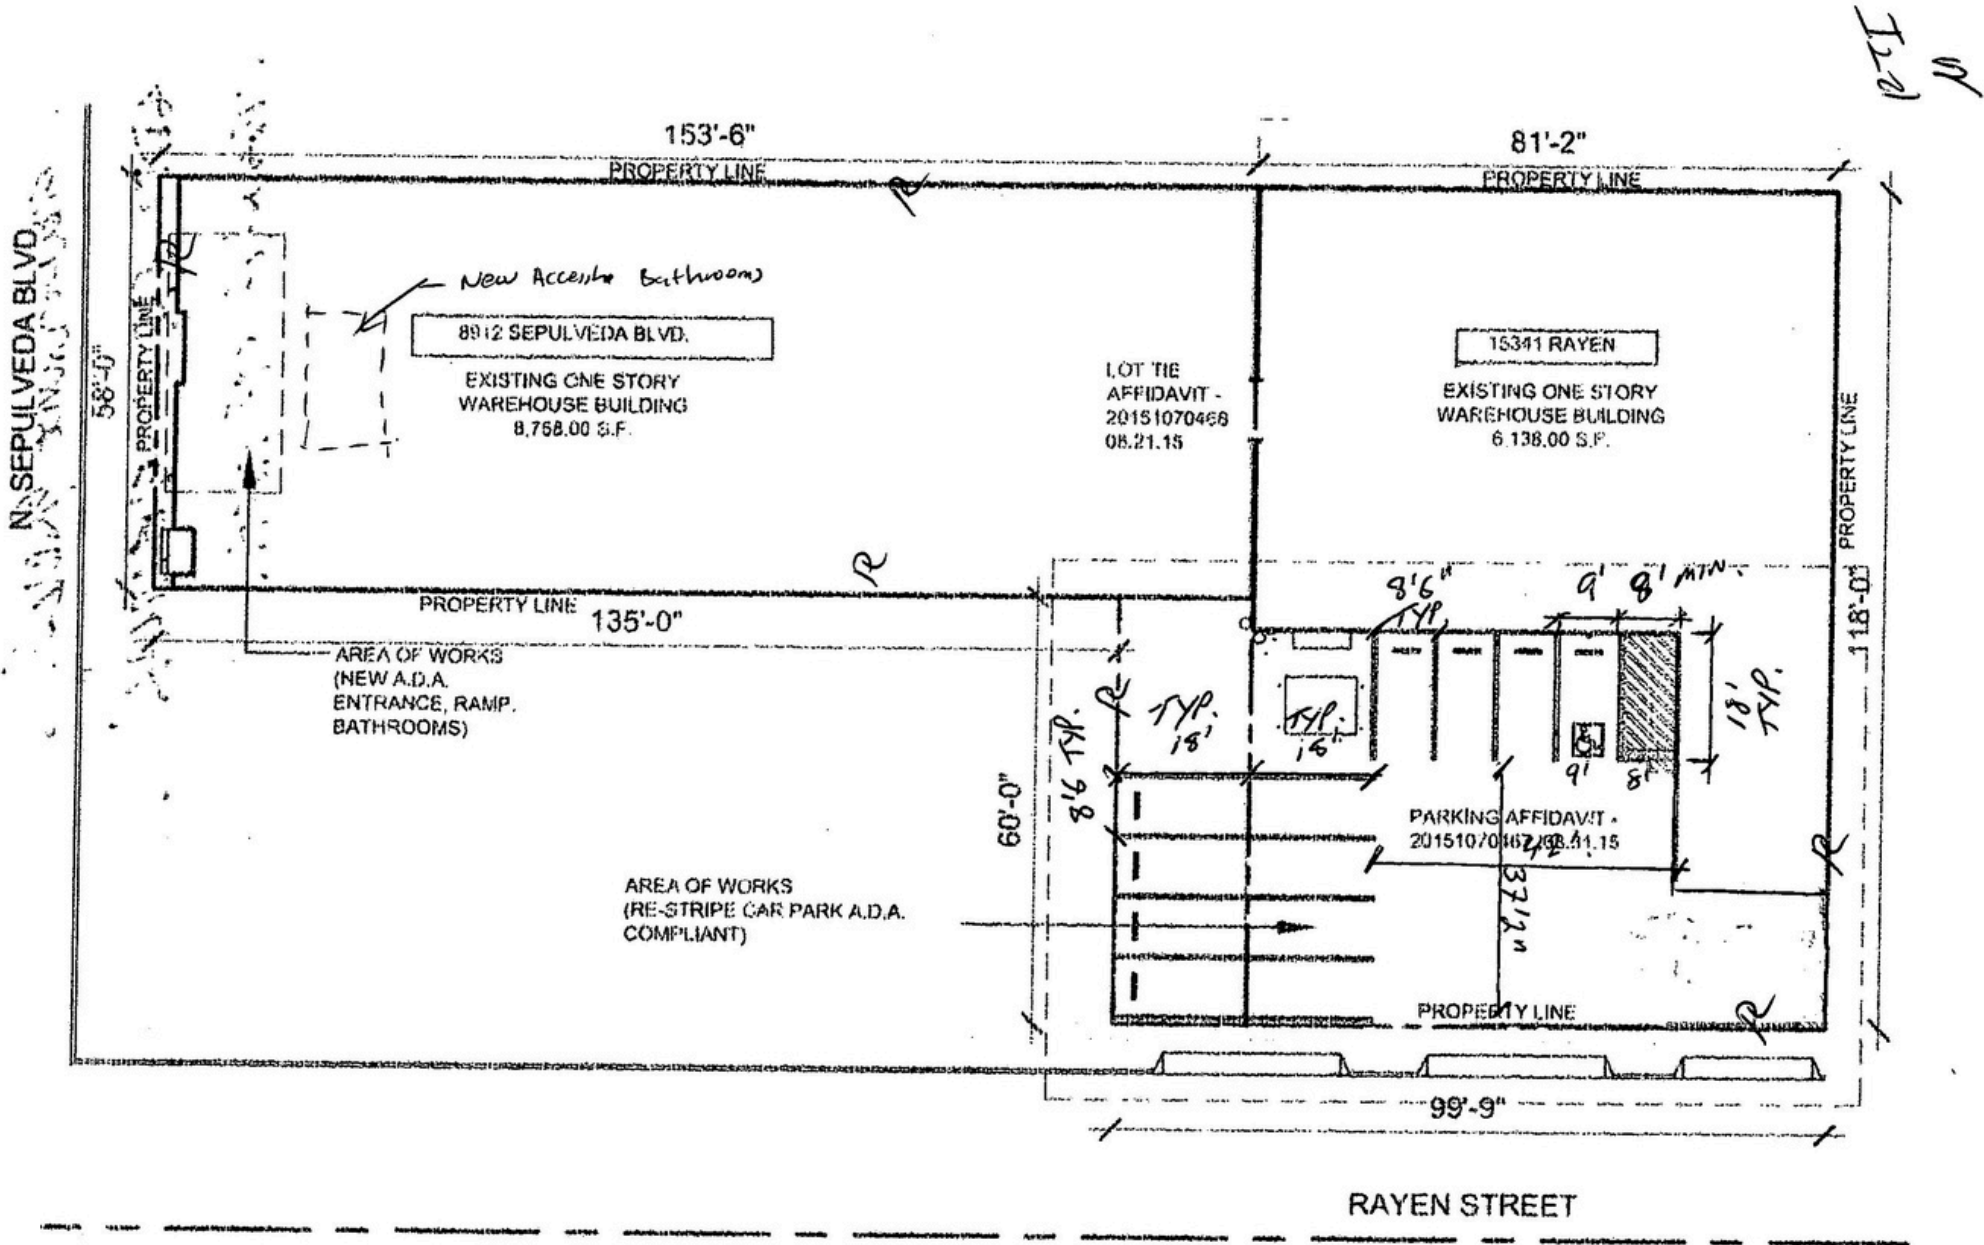 153'-6"
81'-2"
PROPERTY LINE
PROPERTY LINE
N. SEPULVEDA BLVD.
58'-0"
PROPERTY LINE
New Accessible Bathrooms
8912 SEPULVEDA BLVD.
EXISTING ONE STORY
WAREHOUSE BUILDING
8,768.00 S.F.
LOT TIE
AFFIDAVIT -
20151070468
08.21.15
15341 RAYEN
EXISTING ONE STORY
WAREHOUSE BUILDING
6,138.00 S.F.
PROPERTY LINE
118'-0"
PROPERTY LINE
135'-0"
AREA OF WORKS
(NEW A.D.A.
ENTRANCE, RAMP.
BATHROOMS)
8'6"
TYP.
9'
8' MIN.
18'
TYP.
TYP.
18'
TYP.
18'
8'6 TYP.
60'-0"
9'
8'
PARKING AFFIDAVIT -
42'
37'2"
AREA OF WORKS
(RE-STRIPE CAR PARK A.D.A.
COMPLIANT)
PROPERTY LINE
99'-9"
RAYEN STREET